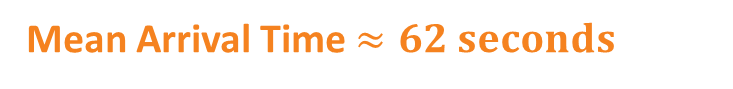 Mean Arrival Time ≈ 62 seconds